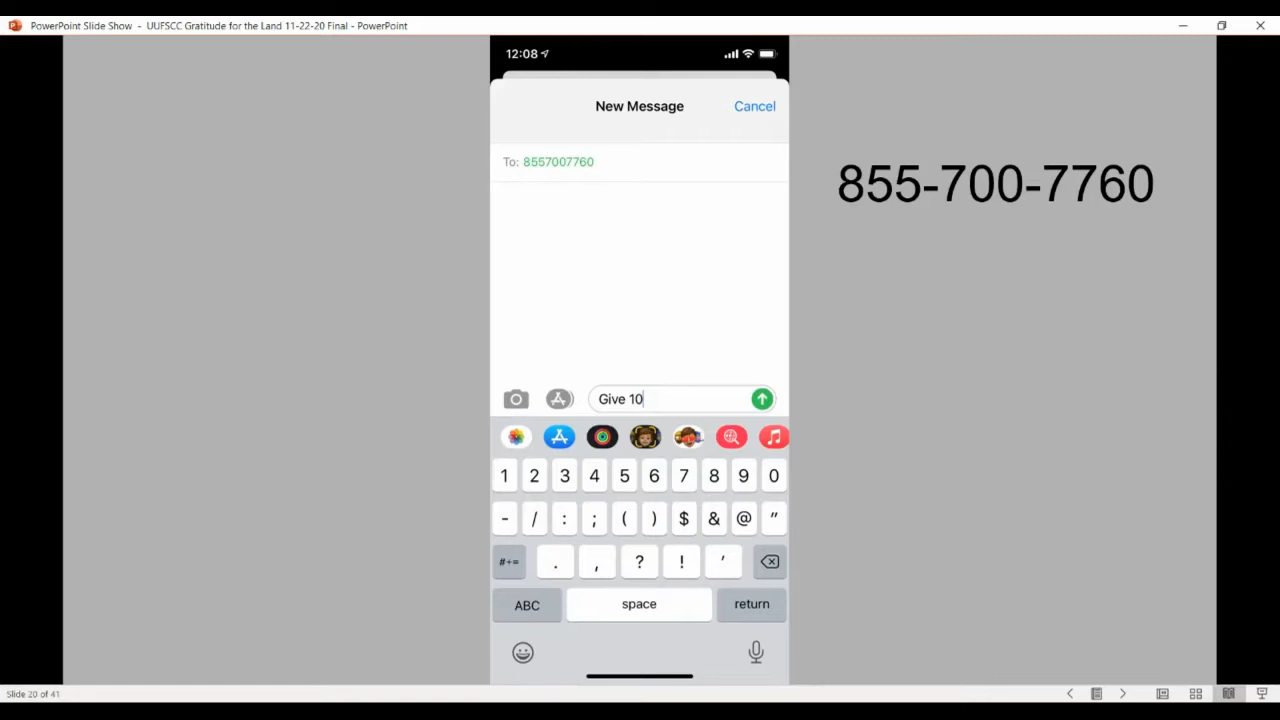 PowerPoint Slide Show - UUFSCC Gratitude for the Land 11-22-20 Final - PowerPoint
12:08
New Message
Cancel
To: 8557007760
855-700-7760
Give 10
1 2 3 4 5 6 7 8 9 0
- / : ; ( ) $ & @ "
#+= . , ? ! '
ABC space return
Slide 20 of 41